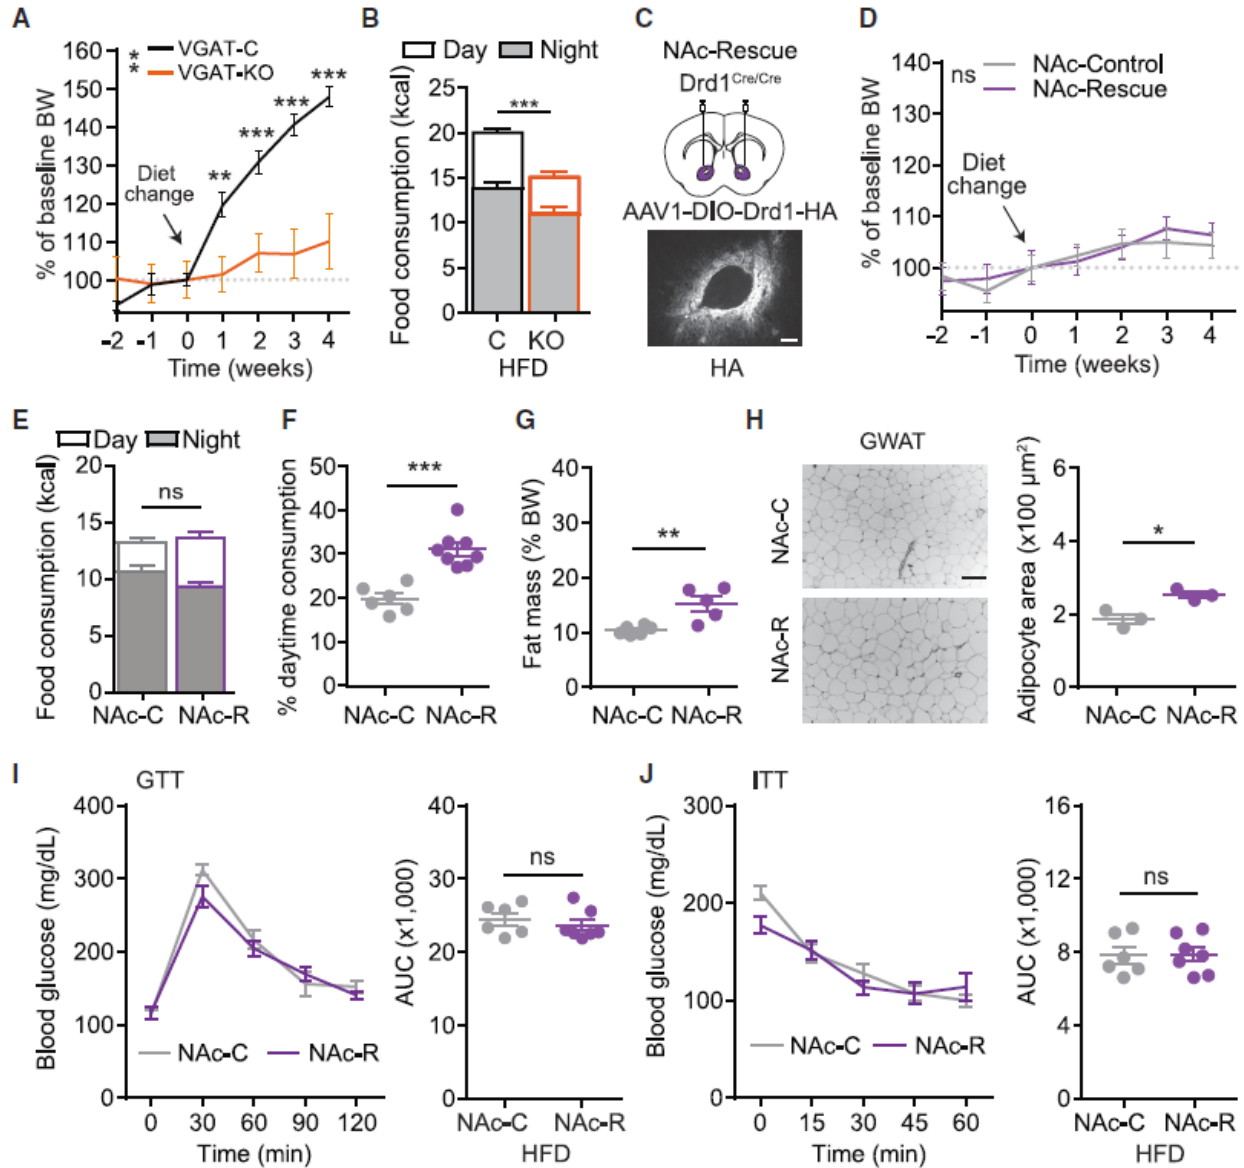 A
160
150
140
130
120
110
100
% of baseline BW
**
VGAT-C
VGAT-KO
Diet
change
**
***
***
***
-2 -1 0 1 2 3 4
Time (weeks)
B
Day Night
Food consumption (kcal)
25
20
15
10
5
0
***
C KO
HFD
C
NAc-Rescue
Drd1Cre/Cre
AAV1-DIO-Drd1-HA
HA
D
140
130
120
110
100
% of baseline BW
ns
NAc-Control
NAc-Rescue
Diet
change
-2 -1 0 1 2 3 4
Time (weeks)
E
Day Night
Food consumption (kcal)
20
15
10
5
0
ns
NAc-C NAc-R
F
% daytime consumption
50
40
30
20
10
0
***
NAc-C NAc-R
G
Fat mass (% BW)
40
30
20
10
0
**
NAc-C NAc-R
H
GWAT
NAc-C
NAc-R
Adipocyte area (x100 µm²)
6
4
2
0
*
NAc-C NAc-R
I
GTT
Blood glucose (mg/dL)
400
300
200
100
0
NAc-C NAc-R
0 30 60 90 120
Time (min)
AUC (x1,000)
40
30
20
10
0
ns
NAc-C NAc-R
HFD
J
ITT
Blood glucose (mg/dL)
300
200
100
0
NAc-C NAc-R
0 15 30 45 60
Time (min)
AUC (x1,000)
16
12
8
4
0
ns
NAc-C NAc-R
HFD